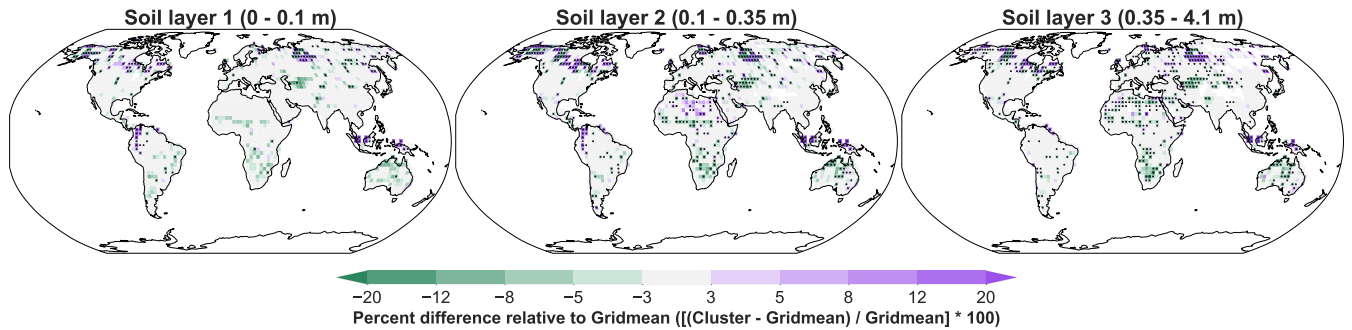 Soil layer 1 (0 - 0.1 m)
Soil layer 2 (0.1 - 0.35 m)
Soil layer 3 (0.35 - 4.1 m)
−20 −12 −8 −5 −3 3 5 8 12 20
Percent difference relative to Gridmean ([(Cluster - Gridmean) / Gridmean] * 100)